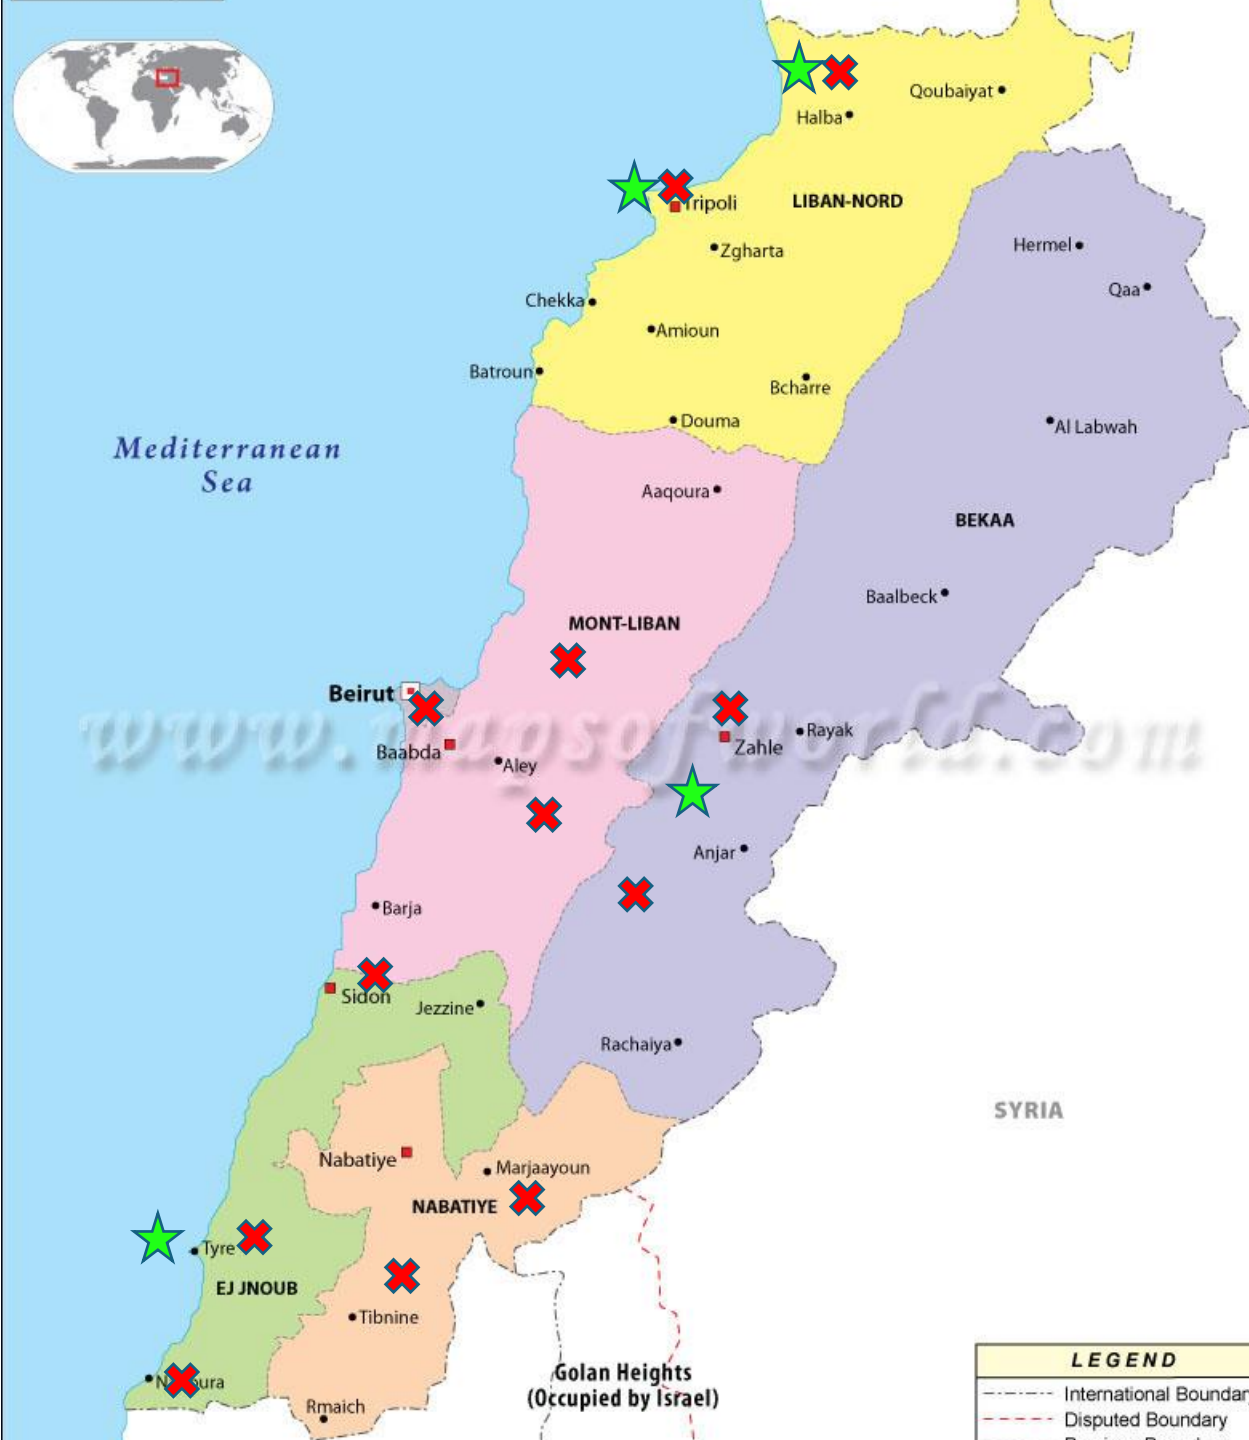 Qoubaiyat
Halba
Tripoli
LIBAN-NORD
Zgharta
Hermel
Qaa
Chekka
Amioun
Batroun
Bcharre
Douma
Al Labwah
Mediterranean
Sea
Aaqoura
BEKAA
Baalbeck
MONT-LIBAN
Beirut
www.mapsofworld.com
Baabda
Aley
Zahle
Rayak
Anjar
Barja
Sidon
Jezzine
Rachaiya
SYRIA
Nabatiye
Marjaayoun
NABATIYE
Tyre
EJ JNOUB
Tibnine
Rmaich
Golan Heights
(Occupied by Israel)
LEGEND
International Boundary
Disputed Boundary